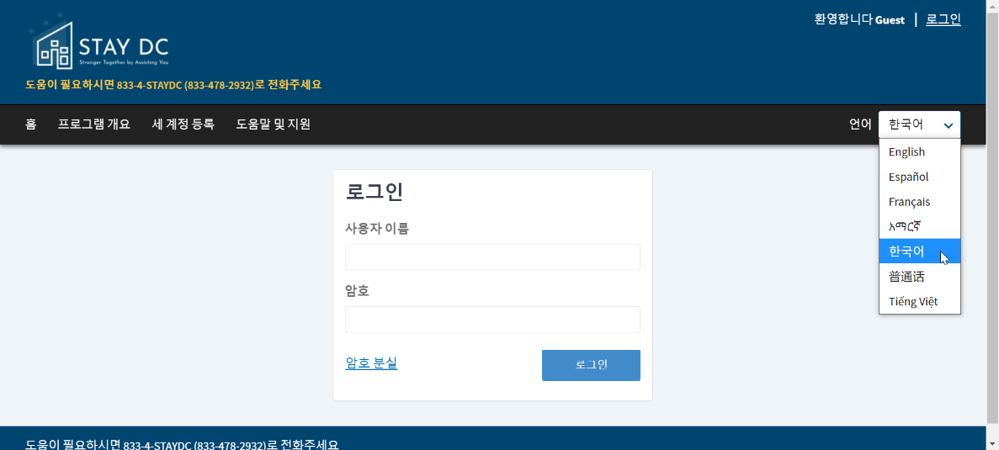 환영합니다 Guest | 로그인
STAY DC
Stronger Together by Assisting You
도움이 필요하시면 833-4-STAYDC (833-478-2932)로 전화주세요
홈 프로그램 개요 세 계정 등록 도움말 및 지원 언어 한국어
English
Español
Français
አማርኛ
한국어
普通话
Tiếng Việt
로그인
사용자 이름
암호
암호 분실 로그인
도움이 필요하시면 833-4-STAYDC (833-478-2932)로 전화주세요